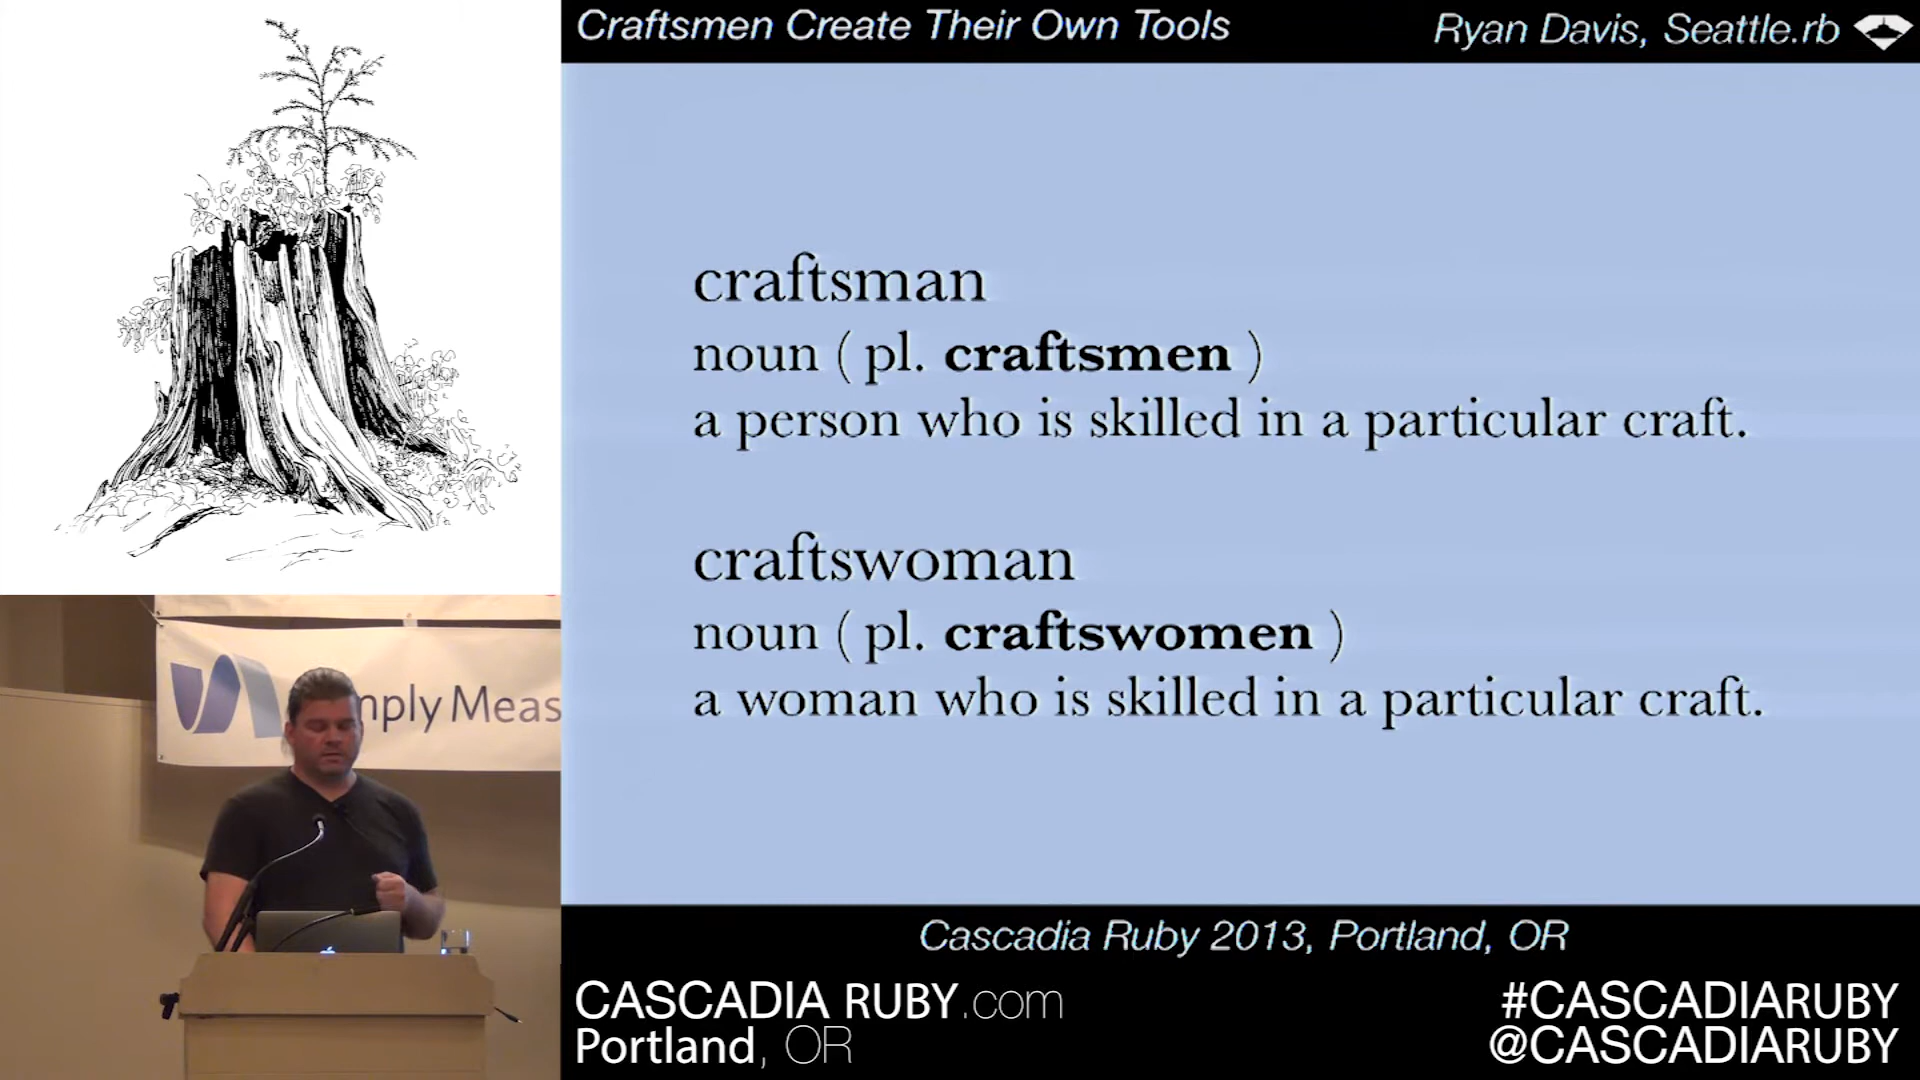 Craftsmen Create Their Own Tools
Ryan Davis, Seattle.rb
craftsman
noun ( pl. craftsmen )
a person who is skilled in a particular craft.
craftswoman
noun ( pl. craftswomen )
a woman who is skilled in a particular craft.
mply Meas
Cascadia Ruby 2013, Portland, OR
CASCADIA RUBY.com
Portland, OR
#CASCADIARUBY
@CASCADIARUBY